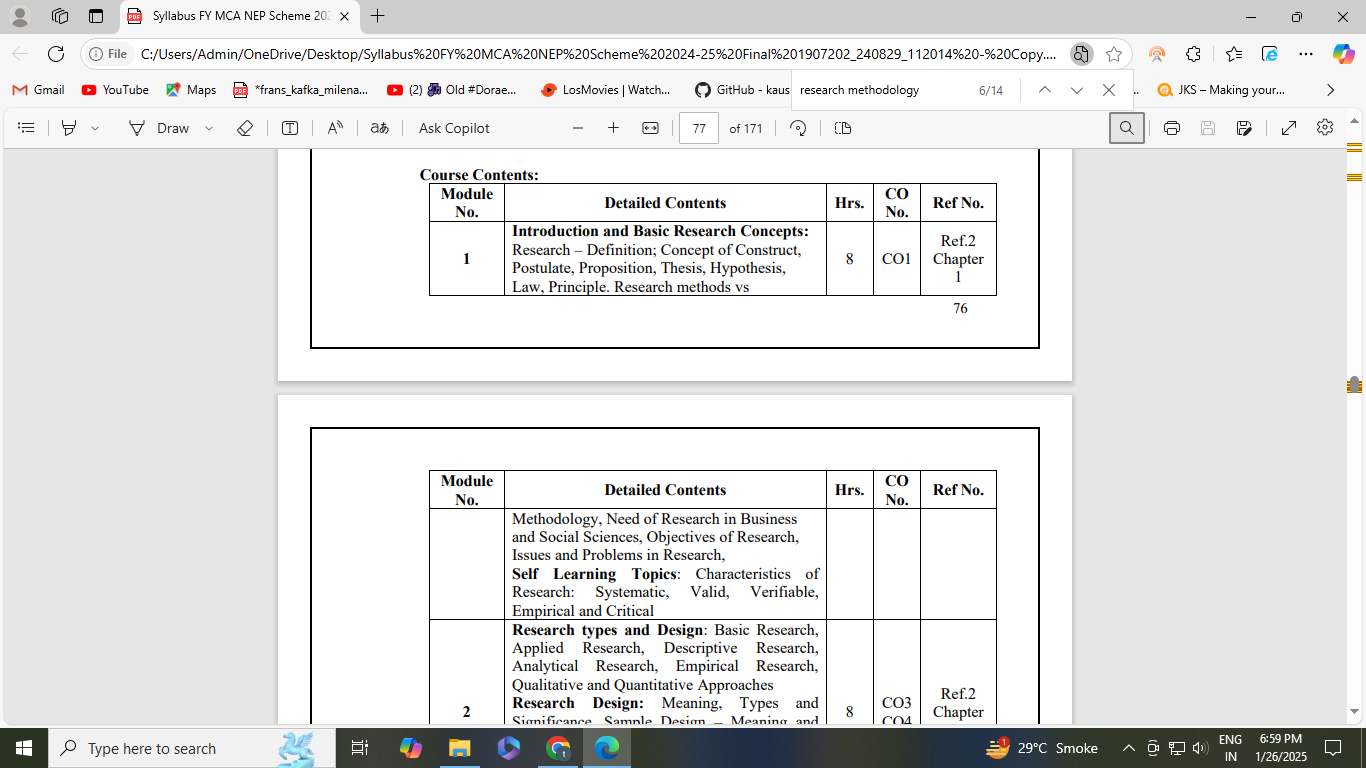 Syllabus FY MCA NEP Scheme 202
File
C:/Users/Admin/OneDrive/Desktop/Syllabus%20FY%20MCA%20NEP%20Scheme%202024-25%20Final%201907202_240829_112014%20-%20Copy....
Gmail
YouTube
Maps
*frans_kafka_milena...
(2) Old #Dorae...
LosMovies | Watch...
GitHub - kaus
research methodology
6/14
JKS – Making your...
Draw
Ask Copilot
77
of 171
Course Contents:
Module No. Detailed Contents Hrs. CO No. Ref No.
Introduction and Basic Research Concepts:
Research – Definition; Concept of Construct,
Postulate, Proposition, Thesis, Hypothesis,
Law, Principle. Research methods vs
1
8
CO1
Ref.2
Chapter
1
76
Module No. Detailed Contents Hrs. CO No. Ref No.
Methodology, Need of Research in Business
and Social Sciences, Objectives of Research,
Issues and Problems in Research,
Self Learning Topics: Characteristics of
Research: Systematic, Valid, Verifiable,
Empirical and Critical
Research types and Design: Basic Research,
Applied Research, Descriptive Research,
Analytical Research, Empirical Research,
Qualitative and Quantitative Approaches
Research Design: Meaning, Types and
Significance, Sample Design – Meaning and
2
8
CO3
CO4
Ref.2
Chapter
Type here to search
29°C Smoke
ENG
IN
6:59 PM
1/26/2025